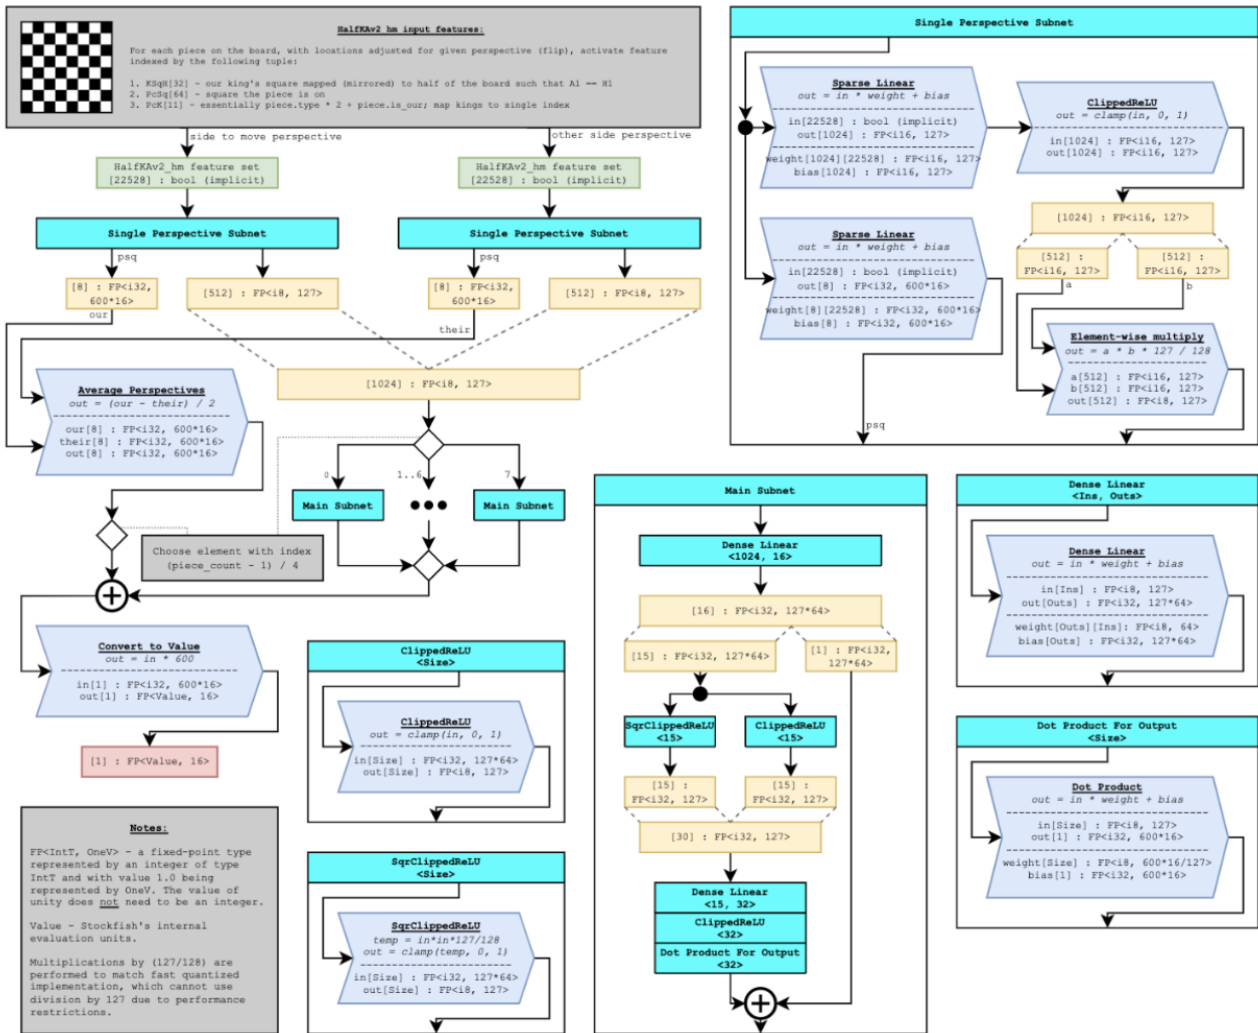 HalfKAv2 hm input features:
For each piece on the board, with locations adjusted for given perspective (flip), activate feature
indexed by the following tuple:
1. KSqH[32] - our king's square mapped (mirrored) to half of the board such that A1 == H1
2. PcSq[64] - square the piece is on
3. PcK[11] - essentially piece.type * 2 + piece.is_our; map kings to single index
side to move perspective
other side perspective
HalfKAv2_hm feature set
[22528] : bool (implicit)
HalfKAv2_hm feature set
[22528] : bool (implicit)
Single Perspective Subnet
Single Perspective Subnet
psq
psq
[8] : FP<i32,
600*16>
[512] : FP<i8, 127>
[8] : FP<i32,
600*16>
[512] : FP<i8, 127>
our
their
[1024] : FP<i8, 127>
Average Perspectives
out = (our - their) / 2
our[8] : FP<i32, 600*16>
their[8] : FP<i32, 600*16>
out[8] : FP<i32, 600*16>
0
1..6
7
Main Subnet
Main Subnet
Choose element with index
(piece_count - 1) / 4
Convert to Value
out = in * 600
in[1] : FP<i32, 600*16>
out[1] : FP<Value, 16>
[1] : FP<Value, 16>
Notes:
FP<IntT, OneV> - a fixed-point type
represented by an integer of type
IntT and with value 1.0 being
represented by OneV. The value of
unity does not need to be an integer.
Value - Stockfish's internal
evaluation units.
Multiplications by (127/128) are
performed to match fast quantized
implementation, which cannot use
division by 127 due to performance
restrictions.
ClippedReLU
<Size>
ClippedReLU
out = clamp(in, 0, 1)
in[Size] : FP<i32, 127*64>
out[Size] : FP<i8, 127>
SqrClippedReLU
<Size>
SqrClippedReLU
temp = in*in*127/128
out = clamp(temp, 0, 1)
in[Size] : FP<i32, 127*64>
out[Size] : FP<i8, 127>
Single Perspective Subnet
Sparse Linear
out = in * weight + bias
in[22528] : bool (implicit)
out[1024] : FP<i16, 127>
weight[1024][22528] : FP<i16, 127>
bias[1024] : FP<i16, 127>
ClippedReLU
out = clamp(in, 0, 1)
in[1024] : FP<i16, 127>
out[1024] : FP<i16, 127>
[1024] : FP<i16, 127>
[512] :
FP<i16, 127>
[512] :
FP<i16, 127>
a
b
Sparse Linear
out = in * weight + bias
in[22528] : bool (implicit)
out[8] : FP<i32, 600*16>
weight[8][22528] : FP<i32, 600*16>
bias[8] : FP<i32, 600*16>
Element-wise multiply
out = a * b * 127 / 128
a[512] : FP<i16, 127>
b[512] : FP<i16, 127>
out[512] : FP<i8, 127>
psq
Main Subnet
Dense Linear
<1024, 16>
[16] : FP<i32, 127*64>
[15] : FP<i32, 127*64>
[1] : FP<i32,
127*64>
SqrClippedReLU
<15>
ClippedReLU
<15>
[15] :
FP<i32, 127>
[15] :
FP<i32, 127>
[30] : FP<i32, 127>
Dense Linear
<15, 32>
ClippedReLU
<32>
Dot Product For Output
<32>
Dense Linear
<Ins, Outs>
Dense Linear
out = in * weight + bias
in[Ins] : FP<i8, 127>
out[Outs] : FP<i32, 127*64>
weight[Outs][Ins]: FP<i8, 64>
bias[Outs] : FP<i32, 127*64>
Dot Product For Output
<Size>
Dot Product
out = in * weight + bias
in[Size] : FP<i8, 127>
out[1] : FP<i32, 600*16>
weight[Size] : FP<i8, 600*16/127>
bias[1] : FP<i32, 600*16>